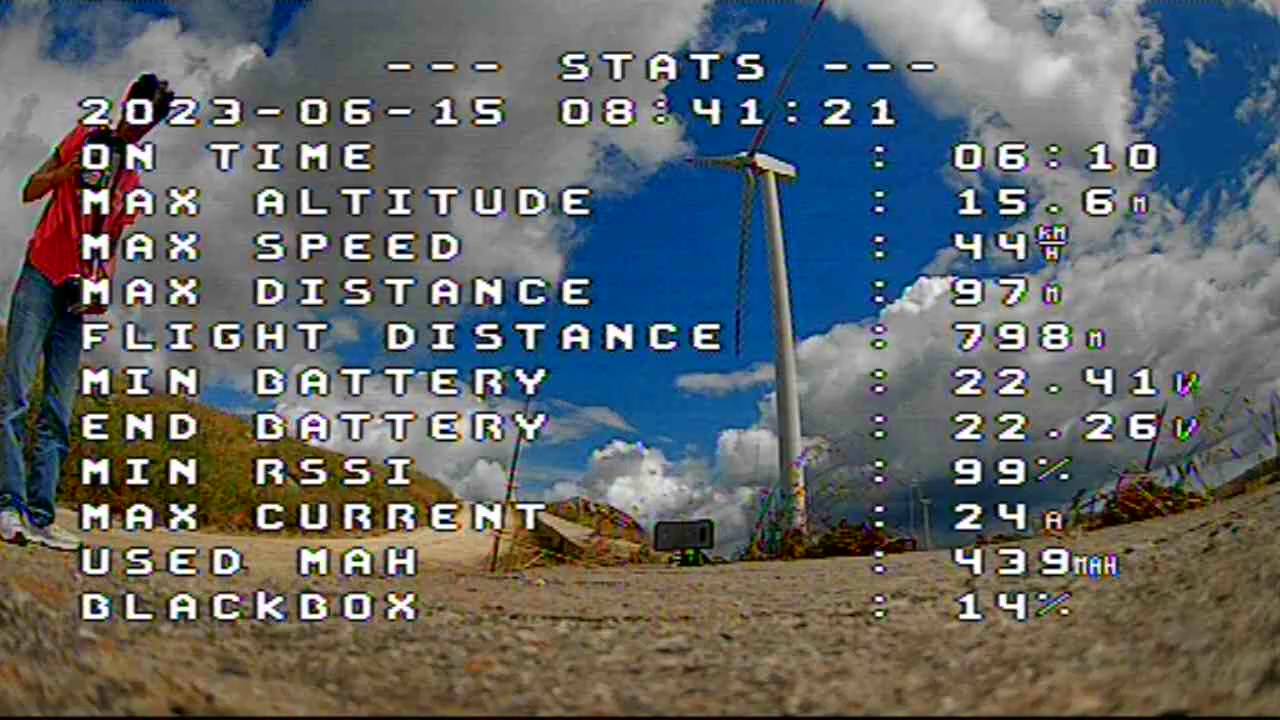 --- STATS ---
2023-06-15 08:41:21
ON TIME : 06:10
MAX ALTITUDE : 15.6M
MAX SPEED : 44KM/H
MAX DISTANCE : 97M
FLIGHT DISTANCE : 798M
MIN BATTERY : 22.41V
END BATTERY : 22.26V
MIN RSSI : 99%
MAX CURRENT : 24A
USED MAH : 439MAH
BLACKBOX : 14%